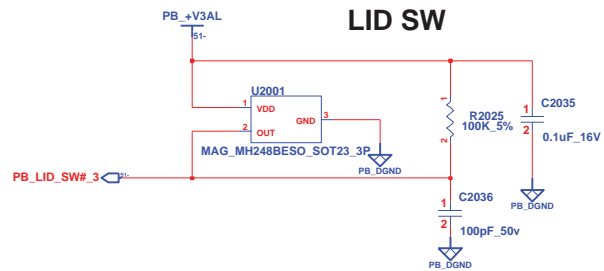 LID SW
PB_+V3AL
51-
U2001
1 VDD
GND 3
2 OUT
MAG_MH248BESO_SOT23_3P
PB_DGND
1
R2025
100K_5%
2
C2035
1
2
0.1uF_16V
PB_DGND
PB_LID_SW#_3
51-
C2036
1
2
100pF_50v
PB_DGND